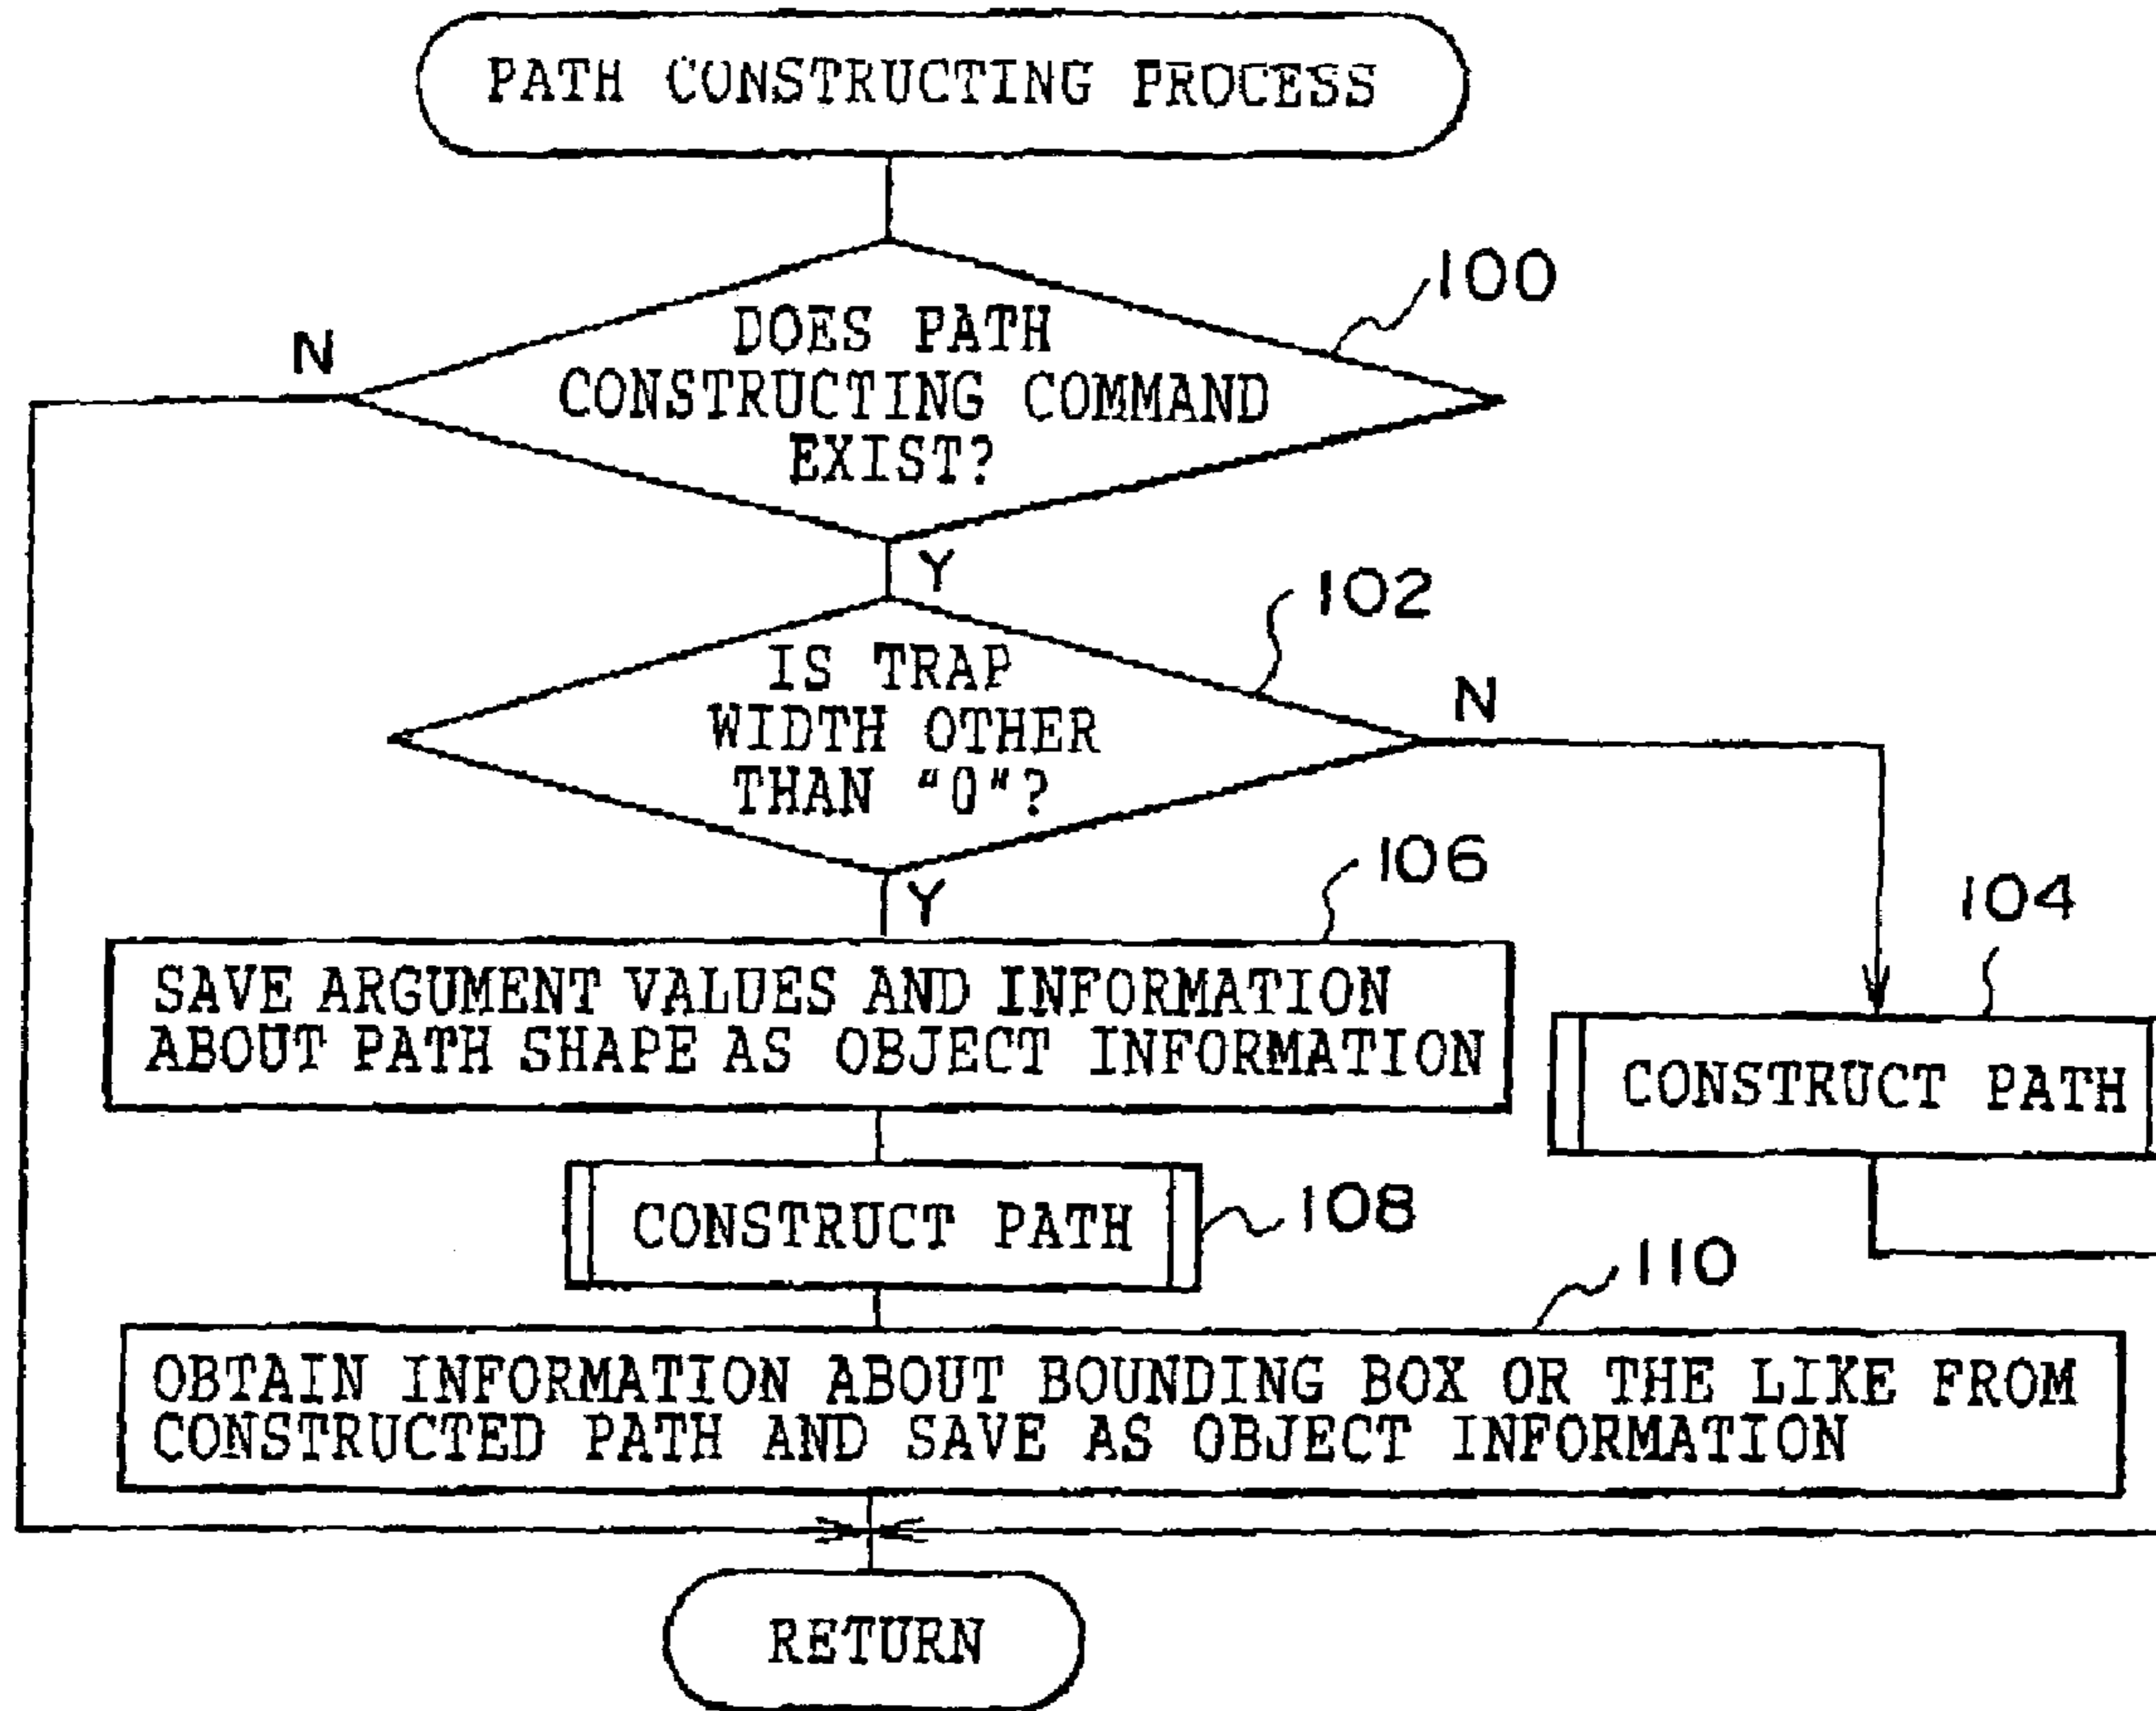 PATH CONSTRUCTING PROCESS
100
N
DOES PATH
CONSTRUCTING COMMAND
EXIST?
Y
102
IS TRAP
WIDTH OTHER
THAN "0"?
N
Y
106
104
SAVE ARGUMENT VALUES AND INFORMATION
ABOUT PATH SHAPE AS OBJECT INFORMATION
CONSTRUCT PATH
CONSTRUCT PATH
108
110
OBTAIN INFORMATION ABOUT BOUNDING BOX OR THE LIKE FROM
CONSTRUCTED PATH AND SAVE AS OBJECT INFORMATION
RETURN